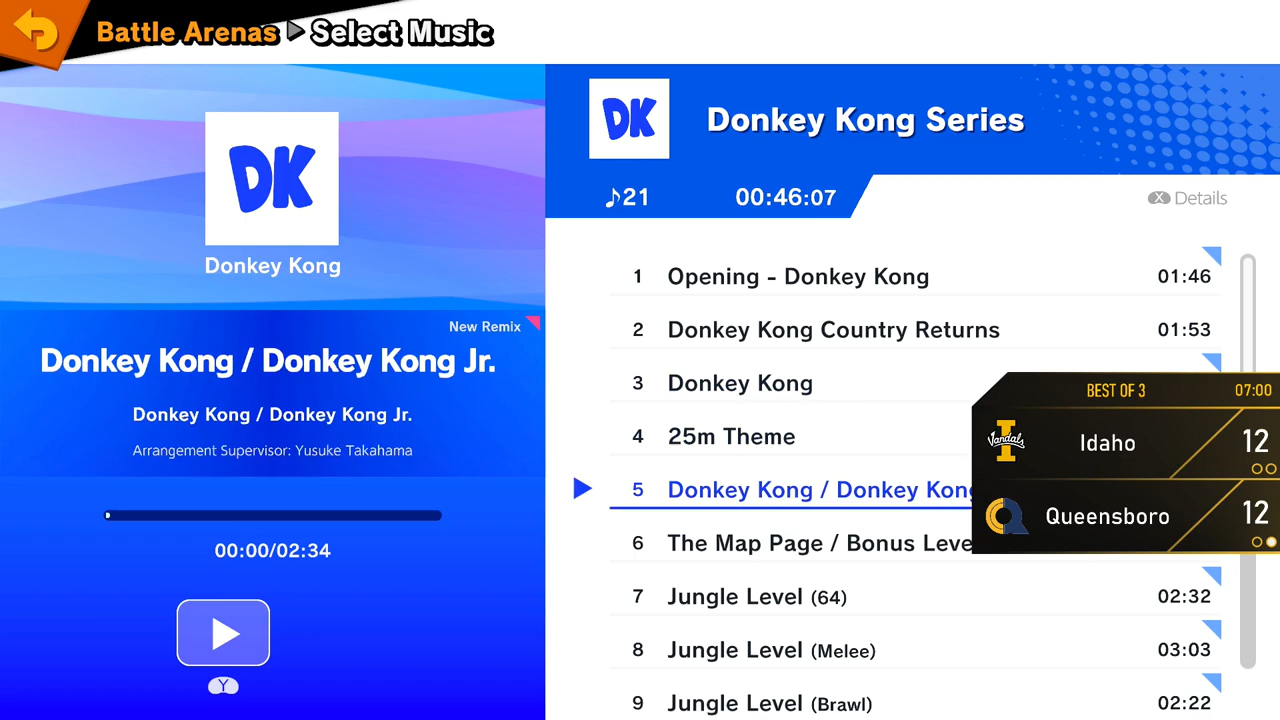 Battle Arenas ▶ Select Music
DK
Donkey Kong
New Remix
Donkey Kong / Donkey Kong Jr.
Donkey Kong / Donkey Kong Jr.
Arrangement Supervisor: Yusuke Takahama
00:00/02:34
Y
DK
Donkey Kong Series
♪21 00:46:07
X Details
1 Opening - Donkey Kong 01:46
2 Donkey Kong Country Returns 01:53
3 Donkey Kong
4 25m Theme
5 Donkey Kong / Donkey Kong
6 The Map Page / Bonus Leve
7 Jungle Level (64) 02:32
8 Jungle Level (Melee) 03:03
9 Jungle Level (Brawl) 02:22
BEST OF 3 07:00
I Vandals
Idaho 12
Queensboro 12